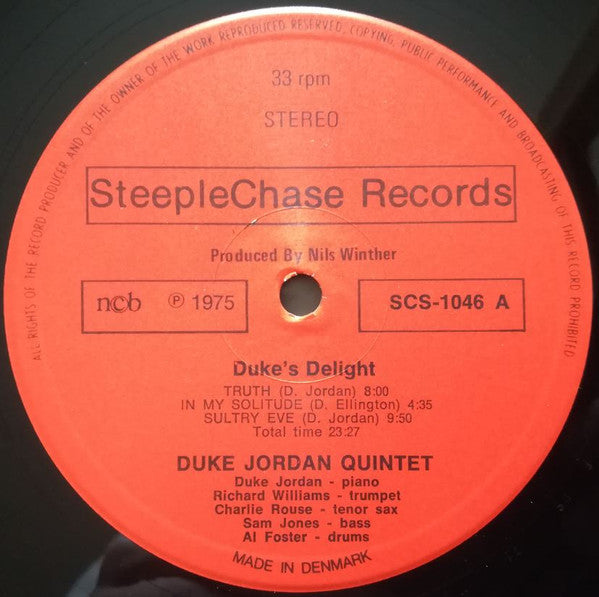 ALL RIGHTS OF THE RECORD PRODUCER AND OF THE OWNER OF THE WORK REPRODUCED RESERVED, COPYING, PUBLIC PERFORMANCE AND BROADCASTING OF THIS RECORD PROHIBITED
33 rpm
STEREO
SteepleChase Records
Produced By Nils Winther
ncb ℗ 1975
SCS-1046 A
Duke's Delight
TRUTH (D. Jordan) 8:00
IN MY SOLITUDE (D. Ellington) 4:35
SULTRY EVE (D. Jordan) 9:50
Total time 23:27
DUKE JORDAN QUINTET
Duke Jordan - piano
Richard Williams - trumpet
Charlie Rouse - tenor sax
Sam Jones - bass
Al Foster - drums
MADE IN DENMARK